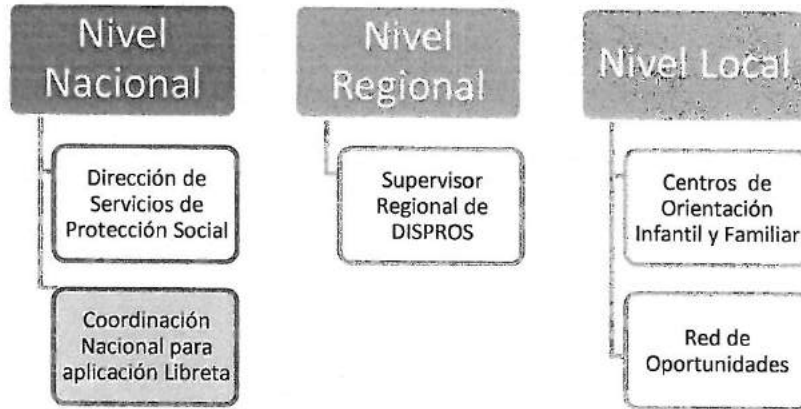 Nivel
Nacional
Dirección de
Servicios de
Protección Social
Coordinación
Nacional para
aplicación Libreta
Nivel
Regional
Supervisor
Regional de
DISPROS
Nivel Local
Centros de
Orientación
Infantil y Familiar
Red de
Oportunidades